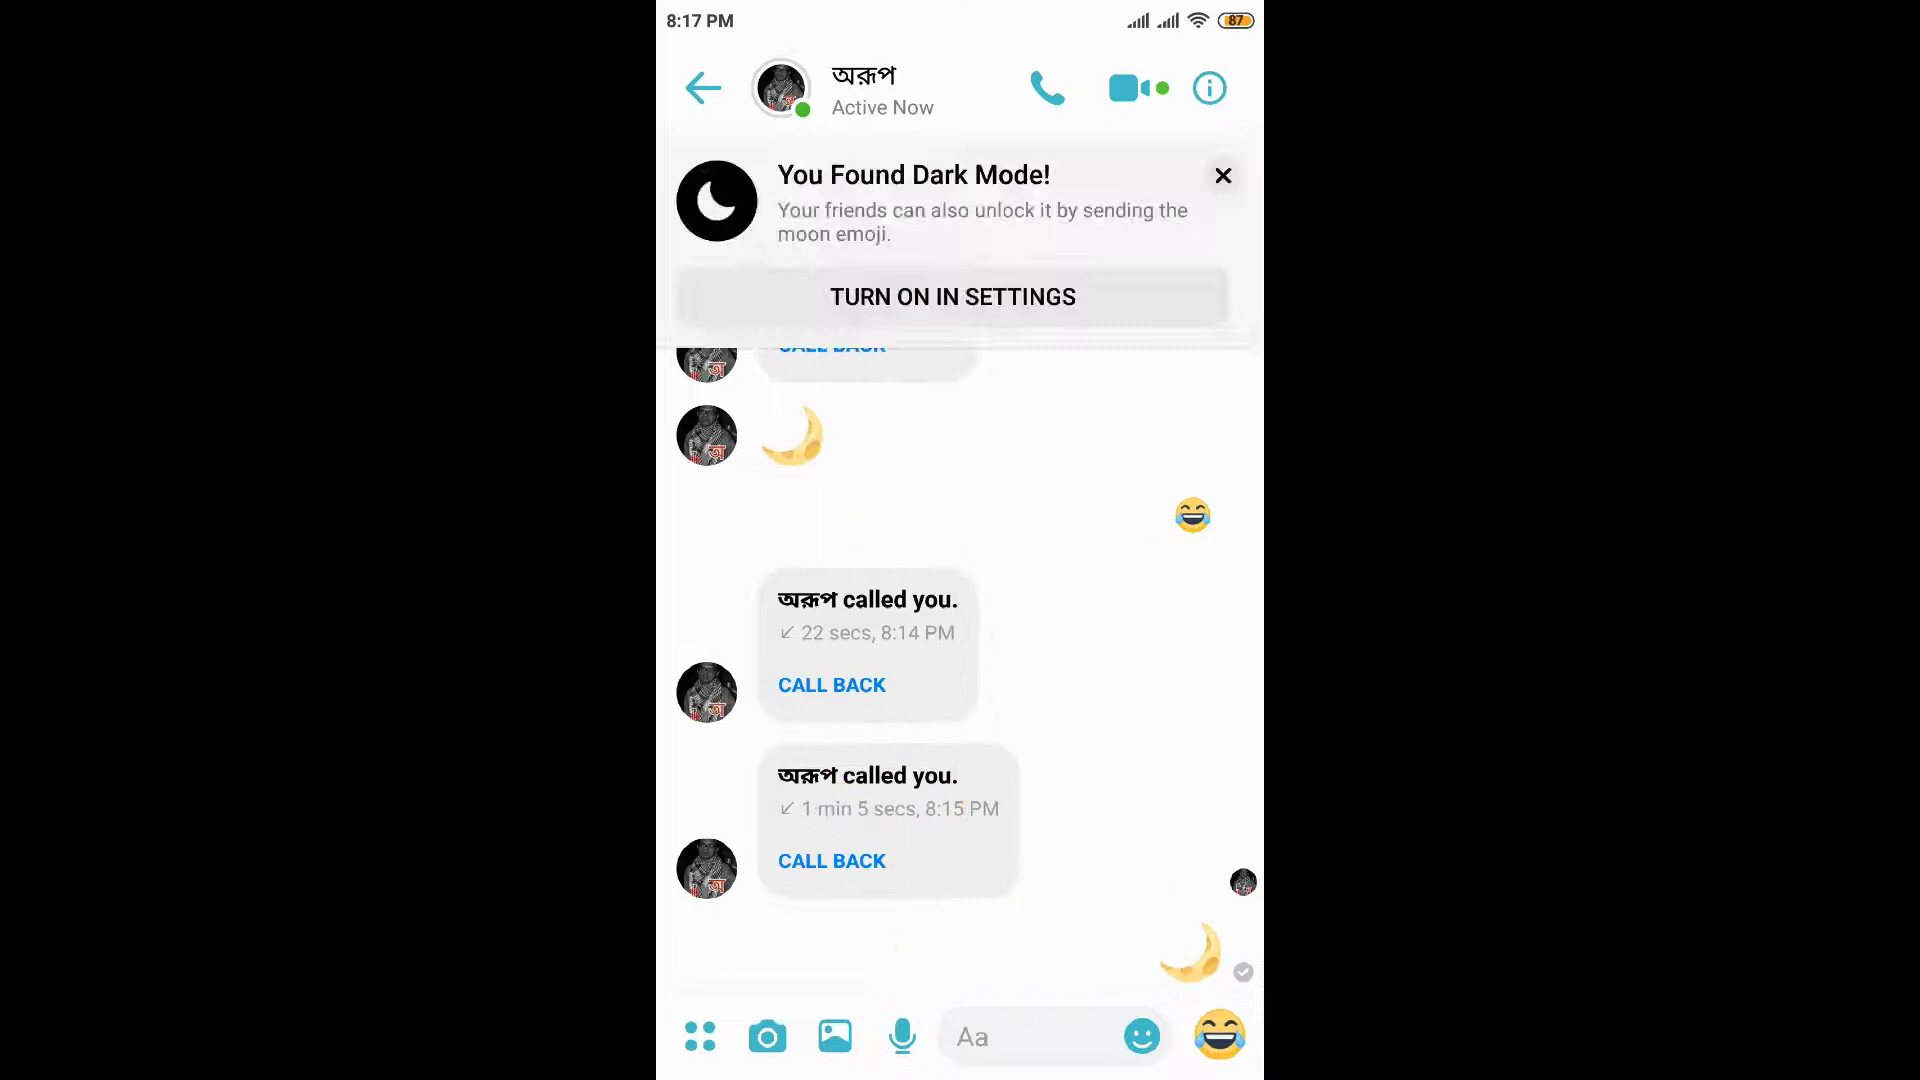 8:17 PM
87
অরূপ
Active Now
You Found Dark Mode!
Your friends can also unlock it by sending the
moon emoji.
TURN ON IN SETTINGS
CALL BACK
অরূপ called you.
↙ 22 secs, 8:14 PM
CALL BACK
অরূপ called you.
↙ 1 min 5 secs, 8:15 PM
CALL BACK
Aa